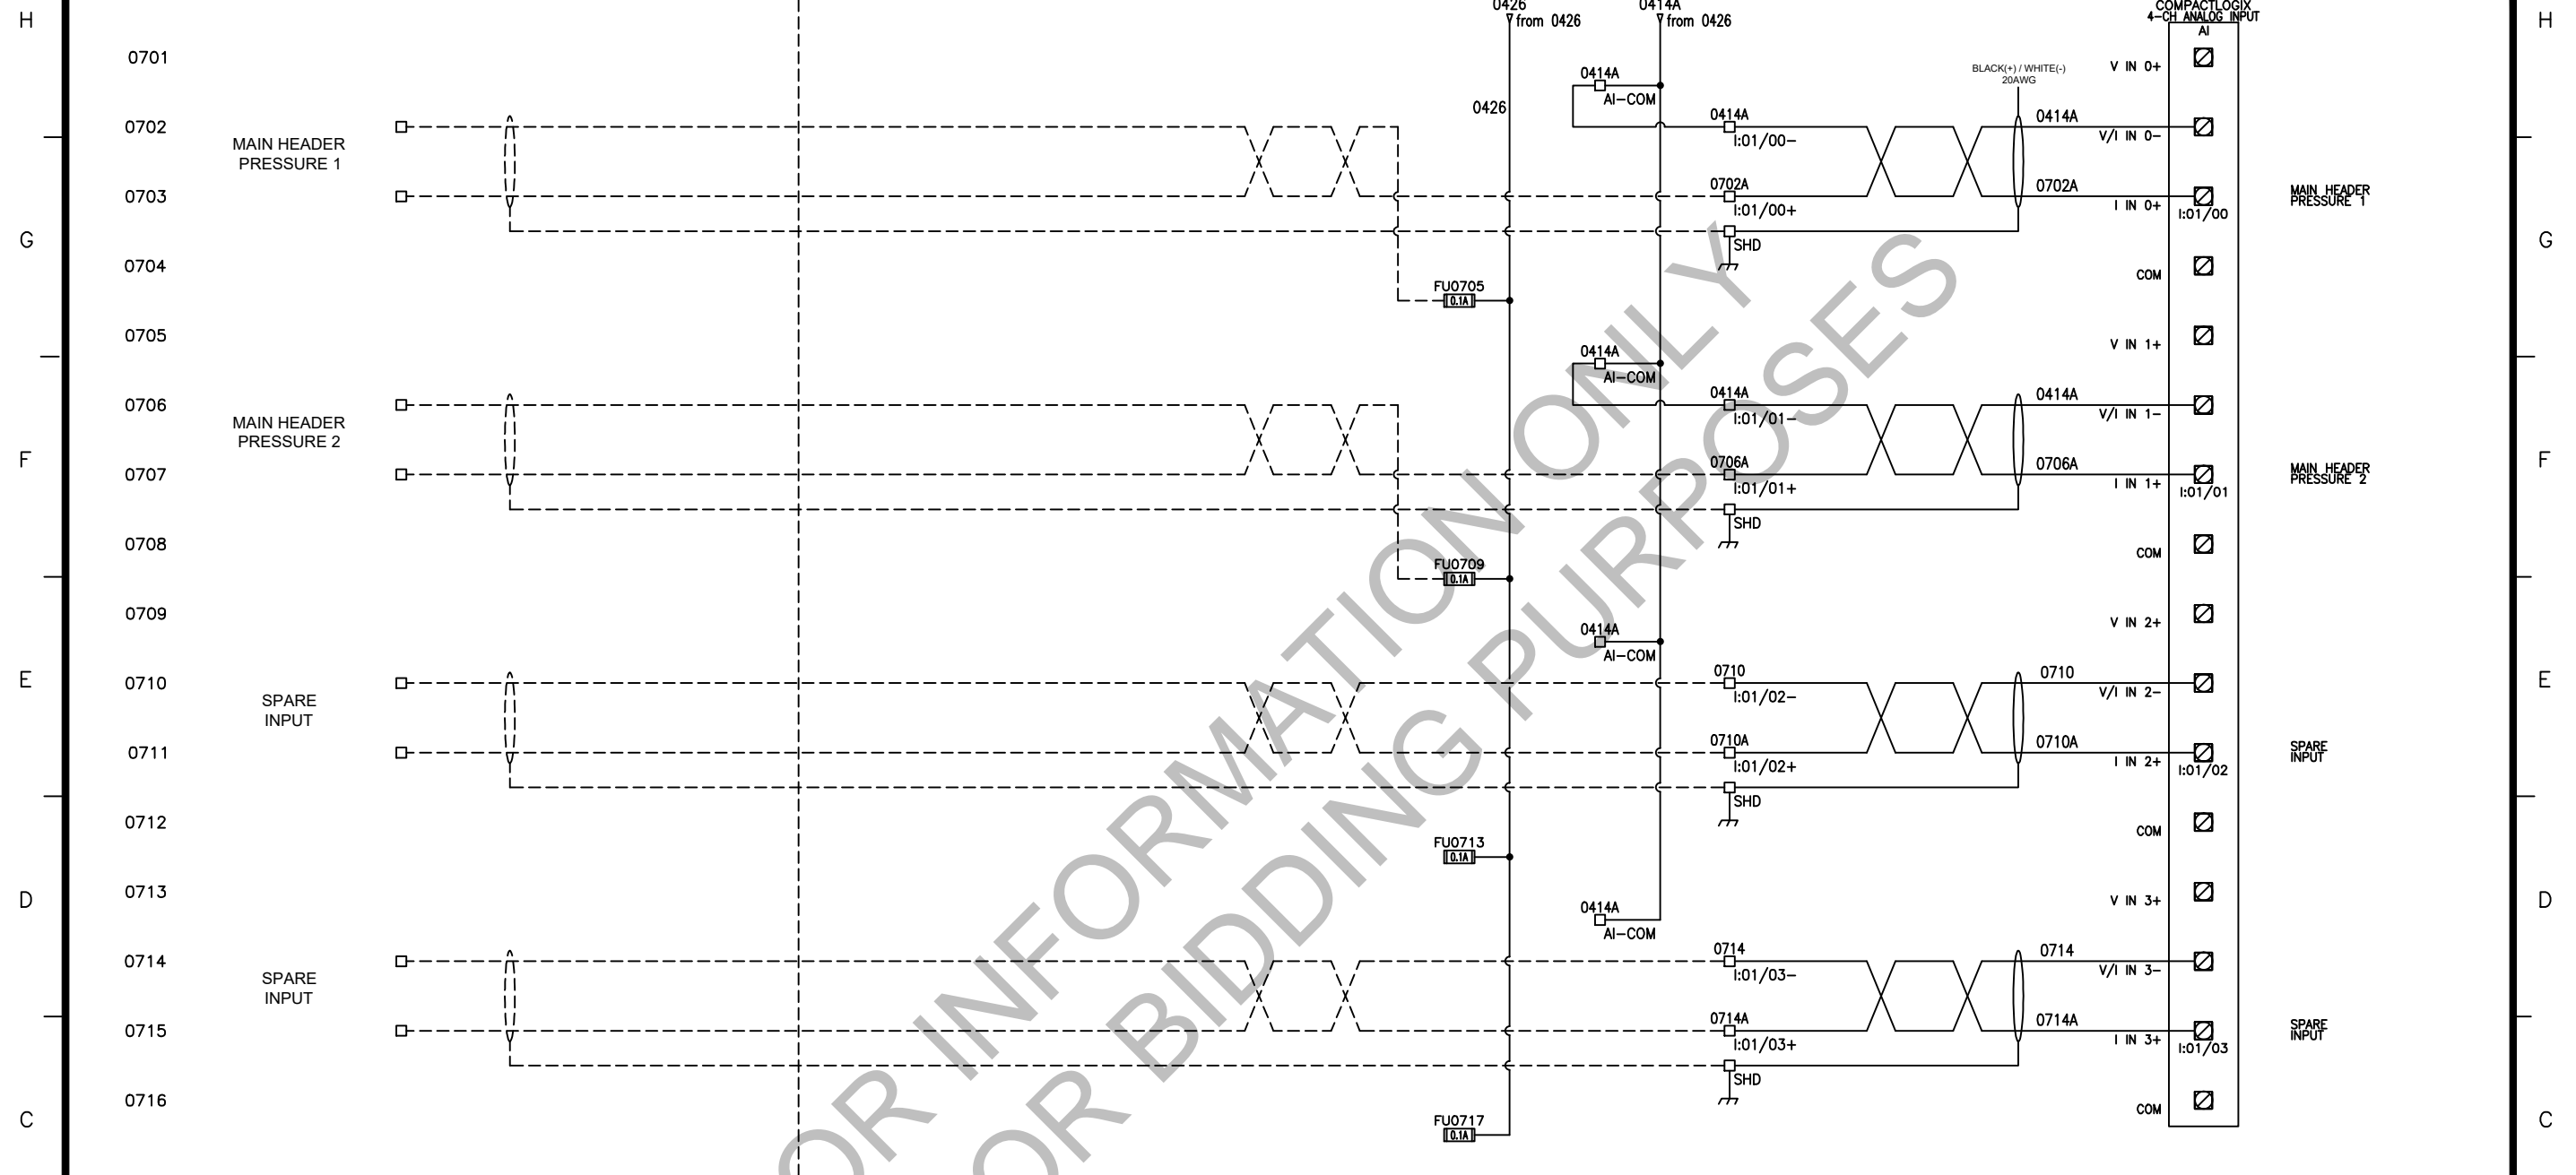 H
0426
from 0426
0414A
from 0426
COMPACTLOGIX
4-CH ANALOG INPUT
H
AI
0701
V IN 0+
BLACK(+) / WHITE(-)
20AWG
0414A
AI-COM
0426
0702
0414A
I:01/00-
0414A
V/I IN 0-
MAIN HEADER
PRESSURE 1
0703
0702A
I:01/00+
0702A
I IN 0+
I:01/00
MAIN HEADER
PRESSURE 1
G
SHD
G
0704
COM
FU0705
0.1A
0705
V IN 1+
0414A
AI-COM
0706
0414A
I:01/01-
0414A
V/I IN 1-
MAIN HEADER
PRESSURE 2
F
0707
0706A
I:01/01+
0706A
I IN 1+
I:01/01
MAIN HEADER
PRESSURE 2
F
SHD
0708
COM
FU0709
0.1A
0709
V IN 2+
0414A
AI-COM
E
0710
0710
I:01/02-
0710
V/I IN 2-
E
SPARE
INPUT
0711
0710A
I:01/02+
0710A
I IN 2+
I:01/02
SPARE
INPUT
SHD
0712
COM
FU0713
0.1A
D
0713
V IN 3+
D
0414A
AI-COM
0714
0714
I:01/03-
0714
V/I IN 3-
SPARE
INPUT
0715
0714A
I:01/03+
0714A
I IN 3+
I:01/03
SPARE
INPUT
SHD
0716
COM
C
FU0717
0.1A
C
OR INFORMATION ONLY
OR BIDDING PURPOSES